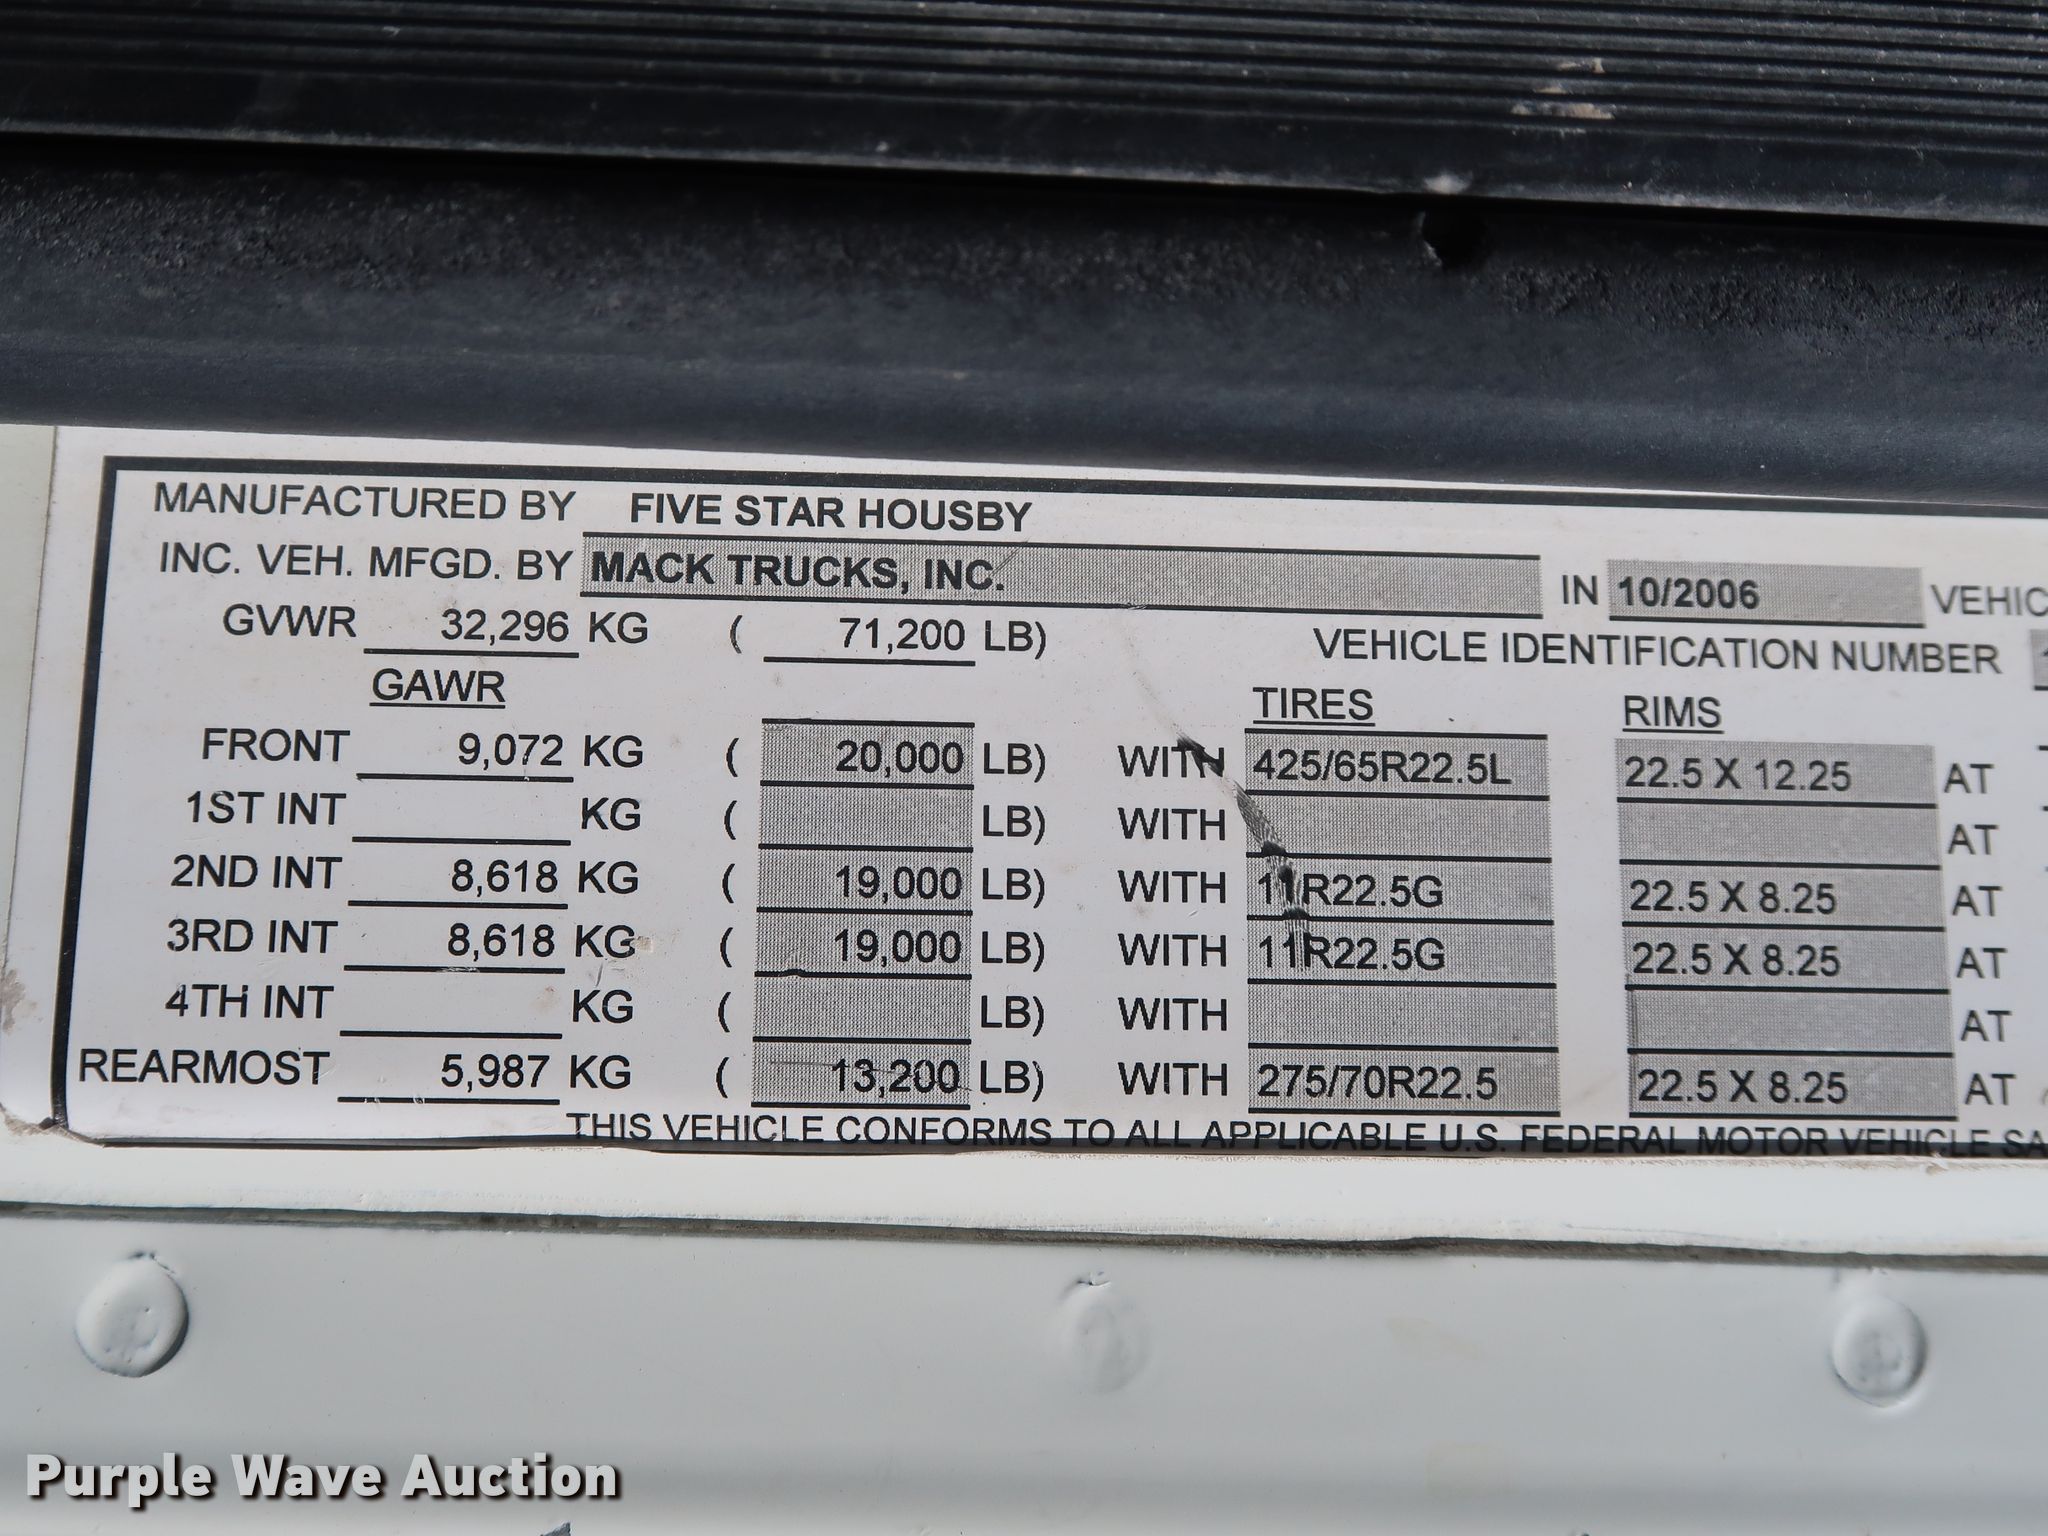 MANUFACTURED BY FIVE STAR HOUSBY
INC. VEH. MFGD. BY MACK TRUCKS, INC. IN 10/2006
GVWR 32,296 KG ( 71,200 LB) VEHICLE IDENTIFICATION NUMBER
GAWR TIRES RIMS
FRONT 9,072 KG ( 20,000 LB) WITH 425/65R22.5L 22.5 X 12.25 AT
1ST INT KG ( LB) WITH AT
2ND INT 8,618 KG ( 19,000 LB) WITH 11R22.5G 22.5 X 8.25 AT
3RD INT 8,618 KG ( 19,000 LB) WITH 11R22.5G 22.5 X 8.25 AT
4TH INT KG ( LB) WITH AT
REARMOST 5,987 KG ( 13,200 LB) WITH 275/70R22.5 22.5 X 8.25 AT
THIS VEHICLE CONFORMS TO ALL APPLICABLE U.S. FEDERAL MOTOR VEHICLE
Purple Wave Auction